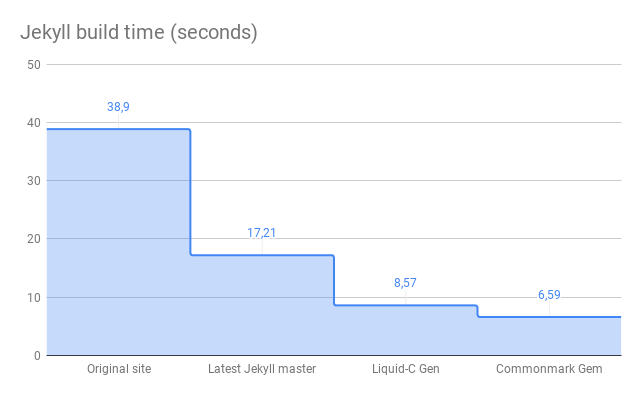 Jekyll build time (seconds)
50
40
30
20
10
0
38,9
17,21
8,57
6,59
Original site
Latest Jekyll master
Liquid-C Gen
Commonmark Gem